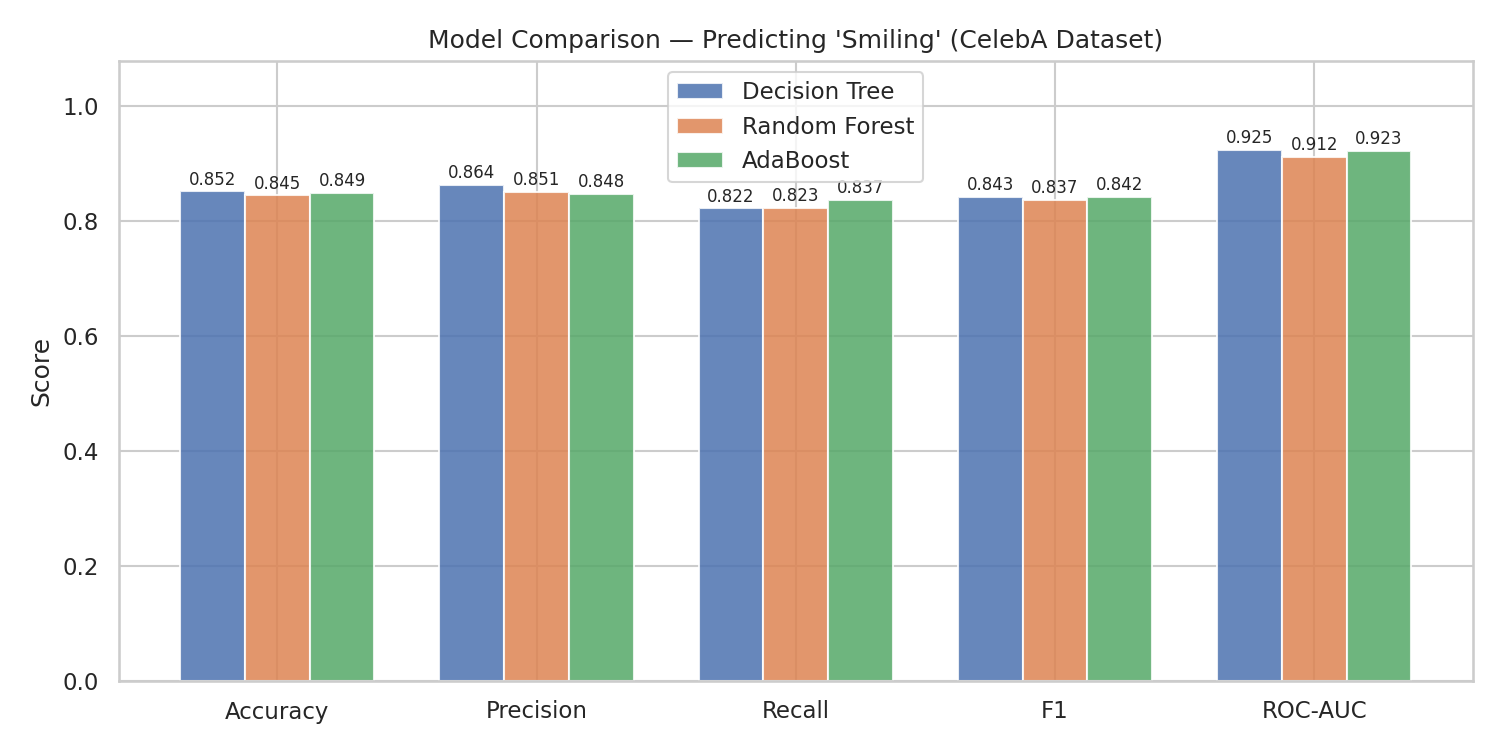 Model Comparison — Predicting 'Smiling' (CelebA Dataset)
Decision Tree
Random Forest
AdaBoost
Score
1.0
0.8
0.6
0.4
0.2
0.0
0.852 0.845 0.849
0.864 0.851 0.848
0.822 0.823 0.837
0.843 0.837 0.842
0.925 0.912 0.923
Accuracy Precision Recall F1 ROC-AUC